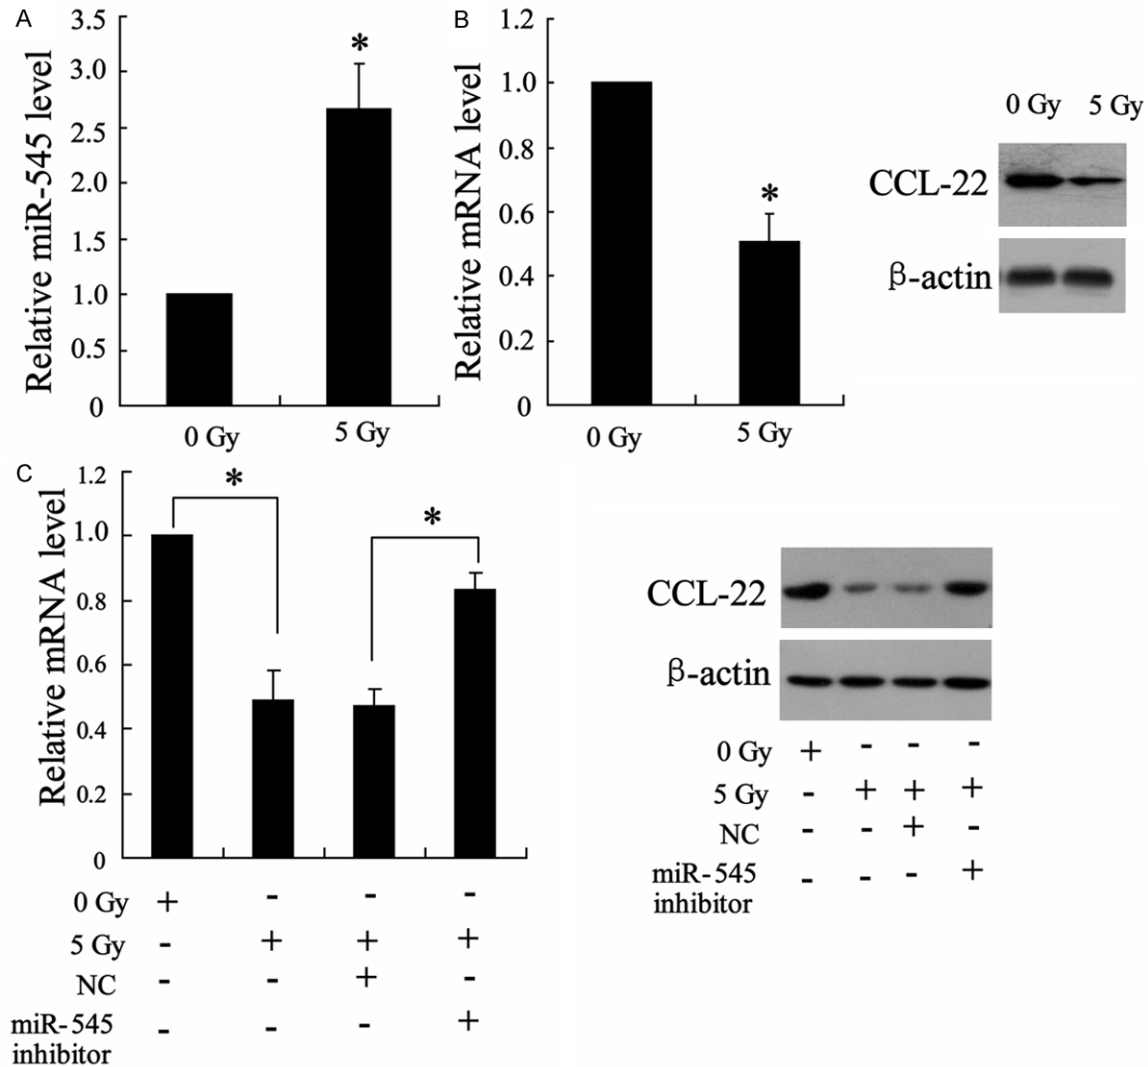 A
Relative miR-545 level
3.5
3.0
2.5
2.0
1.5
1.0
0.5
0
*
0 Gy 5 Gy
B
Relative mRNA level
1.2
1.0
0.8
0.6
0.4
0.2
0
*
0 Gy 5 Gy
0 Gy 5 Gy
CCL-22
β-actin
C
Relative mRNA level
1.2
1.0
0.8
0.6
0.4
0.2
0
* *
0 Gy + - - -
5 Gy - + + +
NC - - + -
miR-545
inhibitor - - - +
CCL-22
β-actin
0 Gy + - - -
5 Gy - + + +
NC - - + -
miR-545
inhibitor - - - +